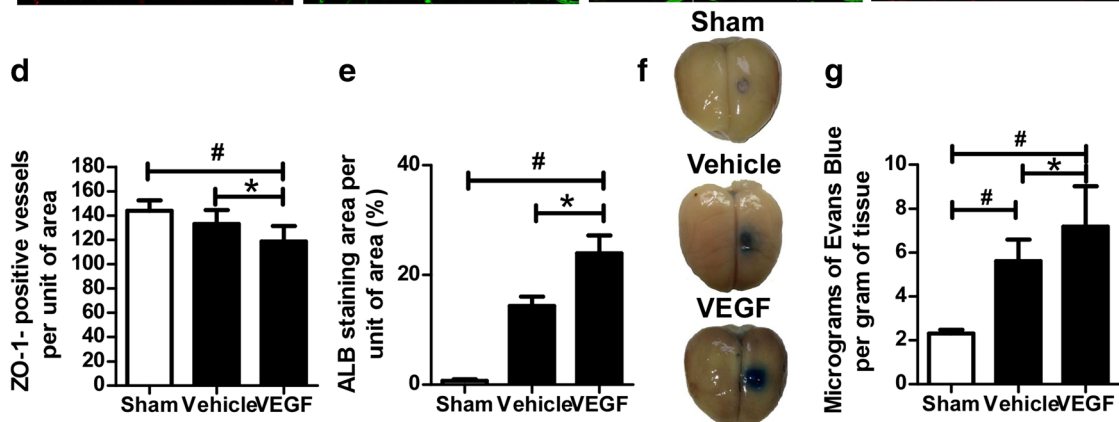 d
ZO-1- positive vessels
per unit of area
180
160
140
120
100
80
60
40
20
0
#
*
Sham Vehicle VEGF
e
ALB staining area per
unit of area (%)
40
20
0
#
*
Sham Vehicle VEGF
f
Sham
Vehicle
VEGF
g
Micrograms of Evans Blue
per gram of tissue
10
8
6
4
2
0
#
*
#
Sham Vehicle VEGF